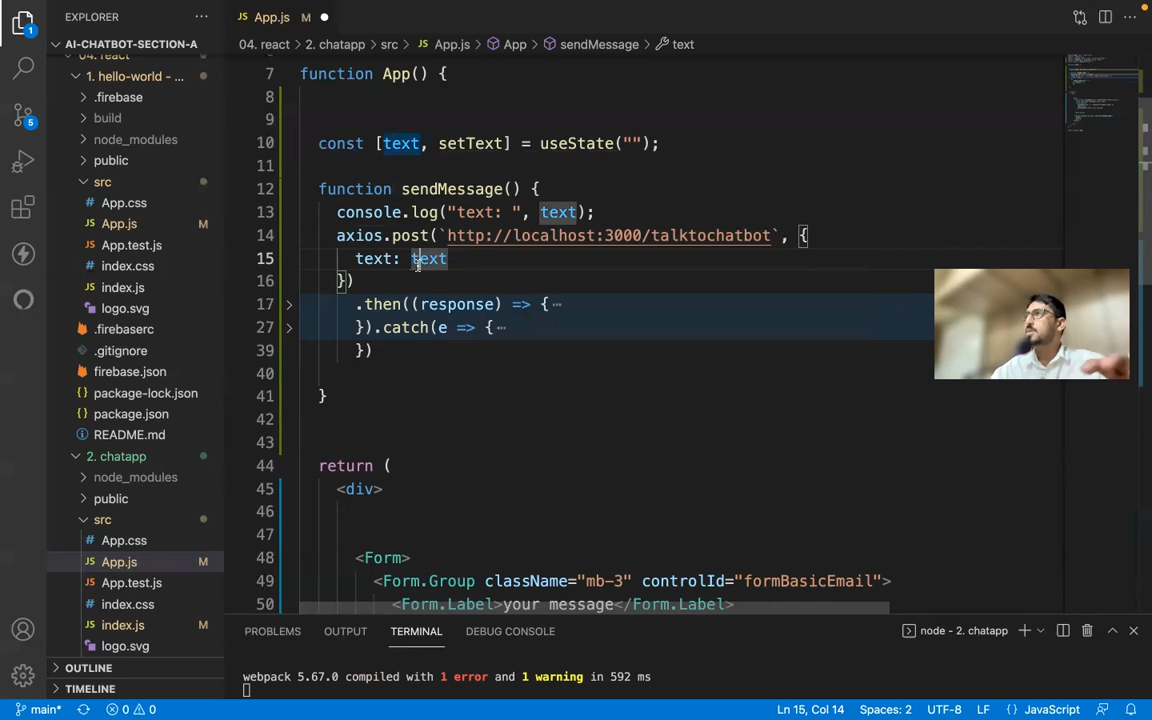 EXPLORER
AI-CHATBOT-SECTION-A
04. react
1. hello-world - ...
.firebase
build
node_modules
public
src
App.css
App.js M
App.test.js
index.css
index.js
logo.svg
.firebaserc
.gitignore
firebase.json
package-lock.json
package.json
README.md
2. chatapp
node_modules
public
src
App.css
App.js M
App.test.js
index.css
index.js M
logo.svg
OUTLINE
TIMELINE
1
5
JS App.js M
04. react > 2. chatapp > src > JS App.js > App > sendMessage > text
7 function App() {
8
9
10 const [text, setText] = useState("");
11
12 function sendMessage() {
13 console.log("text: ", text);
14 axios.post(`http://localhost:3000/talktochatbot`, {
15 text: text
16 })
17 .then((response) => {
27 }).catch(e => {
39 })
40
41 }
42
43
44 return (
45 <div>
46
47
48 <Form>
49 <Form.Group className="mb-3" controlId="formBasicEmail">
50 <Form.Label>your message</Form.Label>
PROBLEMS OUTPUT TERMINAL DEBUG CONSOLE
node - 2. chatapp
webpack 5.67.0 compiled with 1 error and 1 warning in 592 ms
main* 0 0 Ln 15, Col 14 Spaces: 2 UTF-8 LF {} JavaScript